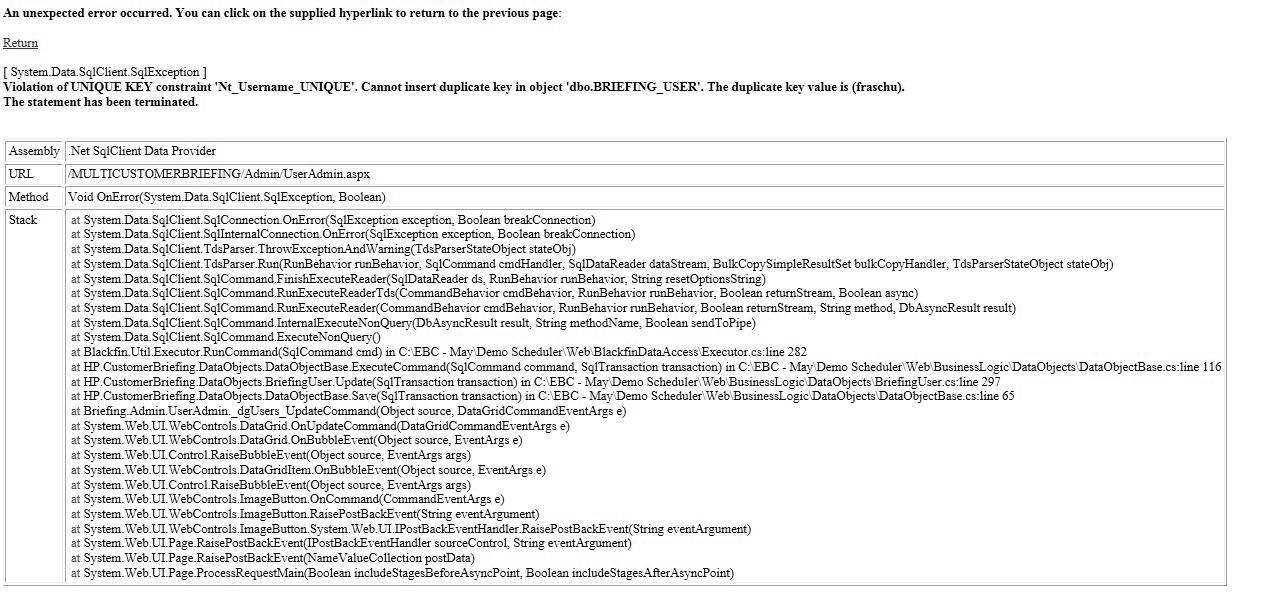 An unexpected error occurred. You can click on the supplied hyperlink to return to the previous page:
Return
[ System.Data.SqlClient.SqlException ]
Violation of UNIQUE KEY constraint 'Nt_Username_UNIQUE'. Cannot insert duplicate key in object 'dbo.BRIEFING_USER'. The duplicate key value is (fraschu).
The statement has been terminated.
Assembly .Net SqlClient Data Provider
URL /MULTICUSTOMERBRIEFING/Admin/UserAdmin.aspx
Method Void OnError(System.Data.SqlClient.SqlException, Boolean)
Stack at System.Data.SqlClient.SqlConnection.OnError(SqlException exception, Boolean breakConnection)
at System.Data.SqlClient.SqlInternalConnection.OnError(SqlException exception, Boolean breakConnection)
at System.Data.SqlClient.TdsParser.ThrowExceptionAndWarning(TdsParserStateObject stateObj)
at System.Data.SqlClient.TdsParser.Run(RunBehavior runBehavior, SqlCommand cmdHandler, SqlDataReader dataStream, BulkCopySimpleResultSet bulkCopyHandler, TdsParserStateObject stateObj)
at System.Data.SqlClient.SqlCommand.FinishExecuteReader(SqlDataReader ds, RunBehavior runBehavior, String resetOptionsString)
at System.Data.SqlClient.SqlCommand.RunExecuteReaderTds(CommandBehavior cmdBehavior, RunBehavior runBehavior, Boolean returnStream, Boolean async)
at System.Data.SqlClient.SqlCommand.RunExecuteReader(CommandBehavior cmdBehavior, RunBehavior runBehavior, Boolean returnStream, String method, DbAsyncResult result)
at System.Data.SqlClient.SqlCommand.InternalExecuteNonQuery(DbAsyncResult result, String methodName, Boolean sendToPipe)
at System.Data.SqlClient.SqlCommand.ExecuteNonQuery()
at Blackfin.Util.Executor.RunCommand(SqlCommand cmd) in C:\EBC - May\Demo Scheduler\Web\BlackfinDataAccess\Executor.cs:line 282
at HP.CustomerBriefing.DataObjects.DataObjectBase.ExecuteCommand(SqlCommand command, SqlTransaction transaction) in C:\EBC - May\Demo Scheduler\Web\BusinessLogic\DataObjects\DataObjectBase.cs:line 116
at HP.CustomerBriefing.DataObjects.BriefingUser.Update(SqlTransaction transaction) in C:\EBC - May\Demo Scheduler\Web\BusinessLogic\DataObjects\BriefingUser.cs:line 297
at HP.CustomerBriefing.DataObjects.DataObjectBase.Save(SqlTransaction transaction) in C:\EBC - May\Demo Scheduler\Web\BusinessLogic\DataObjects\DataObjectBase.cs:line 65
at Briefing.Admin.UserAdmin._dgUsers_UpdateCommand(Object source, DataGridCommandEventArgs e)
at System.Web.UI.WebControls.DataGrid.OnUpdateCommand(DataGridCommandEventArgs e)
at System.Web.UI.WebControls.DataGrid.OnBubbleEvent(Object source, EventArgs e)
at System.Web.UI.Control.RaiseBubbleEvent(Object source, EventArgs args)
at System.Web.UI.WebControls.DataGridItem.OnBubbleEvent(Object source, EventArgs e)
at System.Web.UI.Control.RaiseBubbleEvent(Object source, EventArgs args)
at System.Web.UI.WebControls.ImageButton.OnCommand(CommandEventArgs e)
at System.Web.UI.WebControls.ImageButton.RaisePostBackEvent(String eventArgument)
at System.Web.UI.WebControls.ImageButton.System.Web.UI.IPostBackEventHandler.RaisePostBackEvent(String eventArgument)
at System.Web.UI.Page.RaisePostBackEvent(IPostBackEventHandler sourceControl, String eventArgument)
at System.Web.UI.Page.RaisePostBackEvent(NameValueCollection postData)
at System.Web.UI.Page.ProcessRequestMain(Boolean includeStagesBeforeAsyncPoint, Boolean includeStagesAfterAsyncPoint)